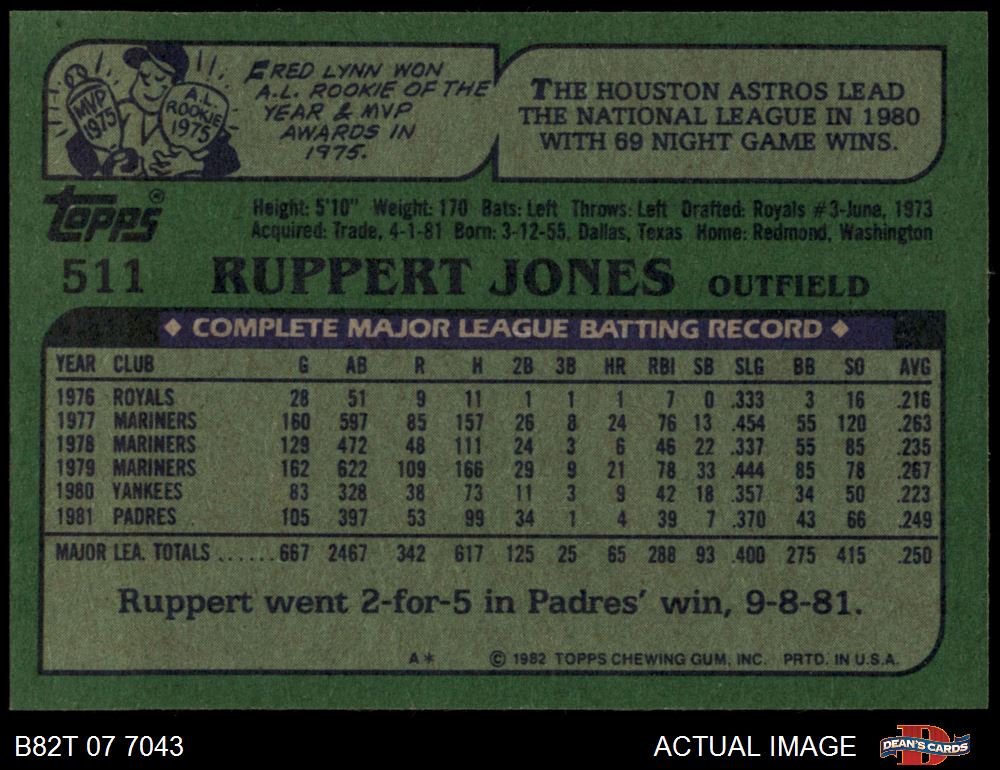 MVP
1975
A.L.
ROOKIE
1975
FRED LYNN WON
A.L. ROOKIE OF THE
YEAR & MVP
AWARDS IN
1975.
THE HOUSTON ASTROS LEAD
THE NATIONAL LEAGUE IN 1980
WITH 69 NIGHT GAME WINS.
Topps®
Height: 5'10" Weight: 170 Bats: Left Throws: Left Drafted: Royals #3-June, 1973
Acquired: Trade, 4-1-81 Born: 3-12-55, Dallas, Texas Home: Redmond, Washington
511 RUPPERT JONES OUTFIELD
◆ COMPLETE MAJOR LEAGUE BATTING RECORD ◆
YEAR CLUB G AB R H 2B 3B HR RBI SB SLG BB SO AVG
1976 ROYALS 28 51 9 11 1 1 1 7 0 .333 3 16 .216
1977 MARINERS 160 597 85 157 26 8 24 76 13 .454 55 120 .263
1978 MARINERS 129 472 48 111 24 3 6 46 22 .337 55 85 .235
1979 MARINERS 162 622 109 166 29 9 21 78 33 .444 85 78 .267
1980 YANKEES 83 328 38 73 11 3 9 42 18 .357 34 50 .223
1981 PADRES 105 397 53 99 34 1 4 39 7 .370 43 66 .249
MAJOR LEA. TOTALS ...... 667 2467 342 617 125 25 65 288 93 .400 275 415 .250
Ruppert went 2-for-5 in Padres' win, 9-8-81.
A* © 1982 TOPPS CHEWING GUM, INC. PRTD. IN U.S.A.
B82T 07 7043
ACTUAL IMAGE
D
DEAN'S CARDS